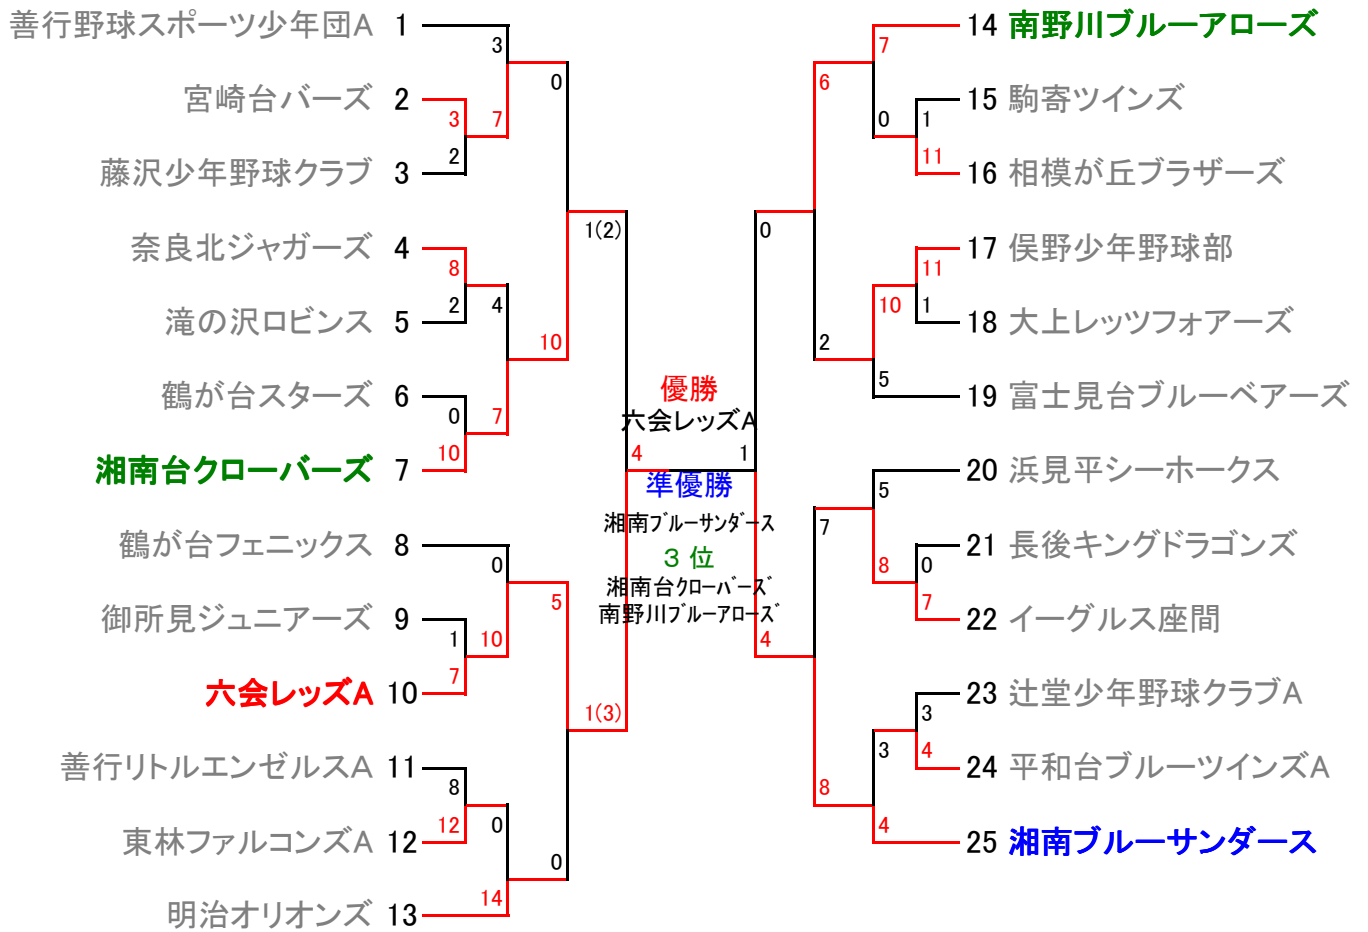 善行野球スポーツ少年団A 1
3
0
宮崎台バーズ 2
3
7
2
藤沢少年野球クラブ 3
奈良北ジャガーズ 4
1(2)
8
2
4
滝の沢ロビンス 5
10
鶴が台スターズ 6
0
7
10
湘南台クローバーズ 7
鶴が台フェニックス 8
0
5
御所見ジュニアーズ 9
1
10
7
六会レッズA 10
1(3)
善行リトルエンゼルスA 11
8
12
0
東林ファルコンズA 12
0
14
明治オリオンズ 13
優勝
六会レッズA
4
1
準優勝
湘南ブルーサンダース
3 位
湘南台クローバーズ
南野川ブルーアローズ
14 南野川ブルーアローズ
7
6
15 駒寄ツインズ
0
1
11
16 相模が丘ブラザーズ
0
17 俣野少年野球部
11
10
1
18 大上レッツフォアーズ
2
5
19 富士見台ブルーベアーズ
20 浜見平シーホークス
5
7
21 長後キングドラゴンズ
8
0
7
22 イーグルス座間
4
23 辻堂少年野球クラブA
3
3
4
24 平和台ブルーツインズA
8
4
25 湘南ブルーサンダース